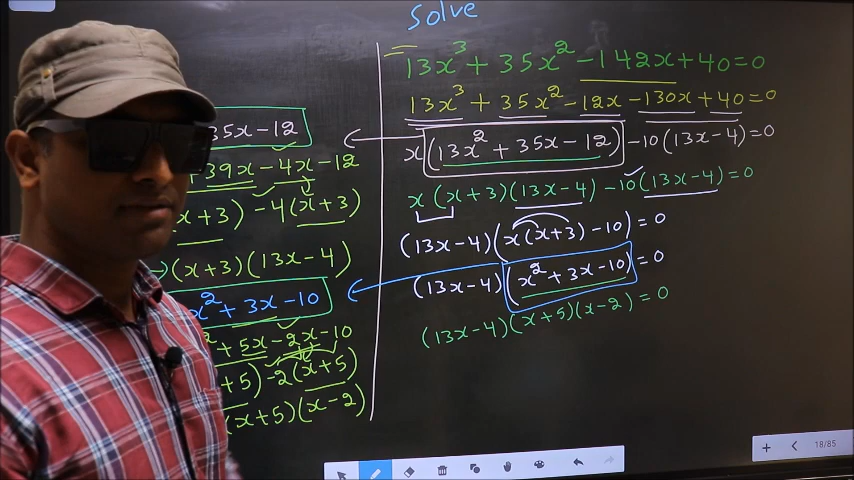 Solve
13x³ + 35x² - 142x + 40 = 0
13x³ + 35x² - 12x - 130x + 40 = 0
x(13x² + 35x - 12) - 10(13x - 4) = 0
x(x + 3)(13x - 4) - 10(13x - 4) = 0
(13x - 4)(x(x + 3) - 10) = 0
(13x - 4)(x² + 3x - 10) = 0
(13x - 4)(x + 5)(x - 2) = 0
35x - 12
+ 39x - 4x - 12
x + 3) - 4(x + 3)
(x + 3)(13x - 4)
x² + 3x - 10
² + 5x - 2x - 10
+ 5) - 2(x + 5)
(x + 5)(x - 2)
18/85